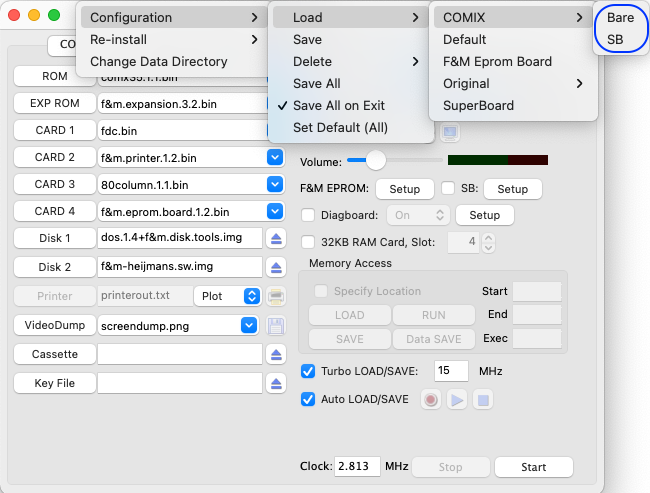 Configuration
Re-install
Change Data Directory
Load
Save
Delete
Save All
✓ Save All on Exit
Set Default (All)
COMIX
Default
F&M Eprom Board
Original
SuperBoard
Bare
SB
CO
ROM
comx35.1.1.bin
EXP ROM
f&m.expansion.3.2.bin
CARD 1
fdc.bin
CARD 2
f&m.printer.1.2.bin
CARD 3
80column.1.1.bin
CARD 4
f&m.eprom.board.1.2.bin
Disk 1
dos.1.4+f&m.disk.tools.img
Disk 2
f&m-heijmans.sw.img
Printer
printerout.txt
Plot
VideoDump
screendump.png
Cassette
Key File
Volume:
F&M EPROM: Setup SB: Setup
Diagboard: On Setup
32KB RAM Card, Slot: 4
Memory Access
Specify Location Start
LOAD RUN End
SAVE Data SAVE Exec
Turbo LOAD/SAVE: 15 MHz
Auto LOAD/SAVE
Clock: 2.813 MHz Stop Start